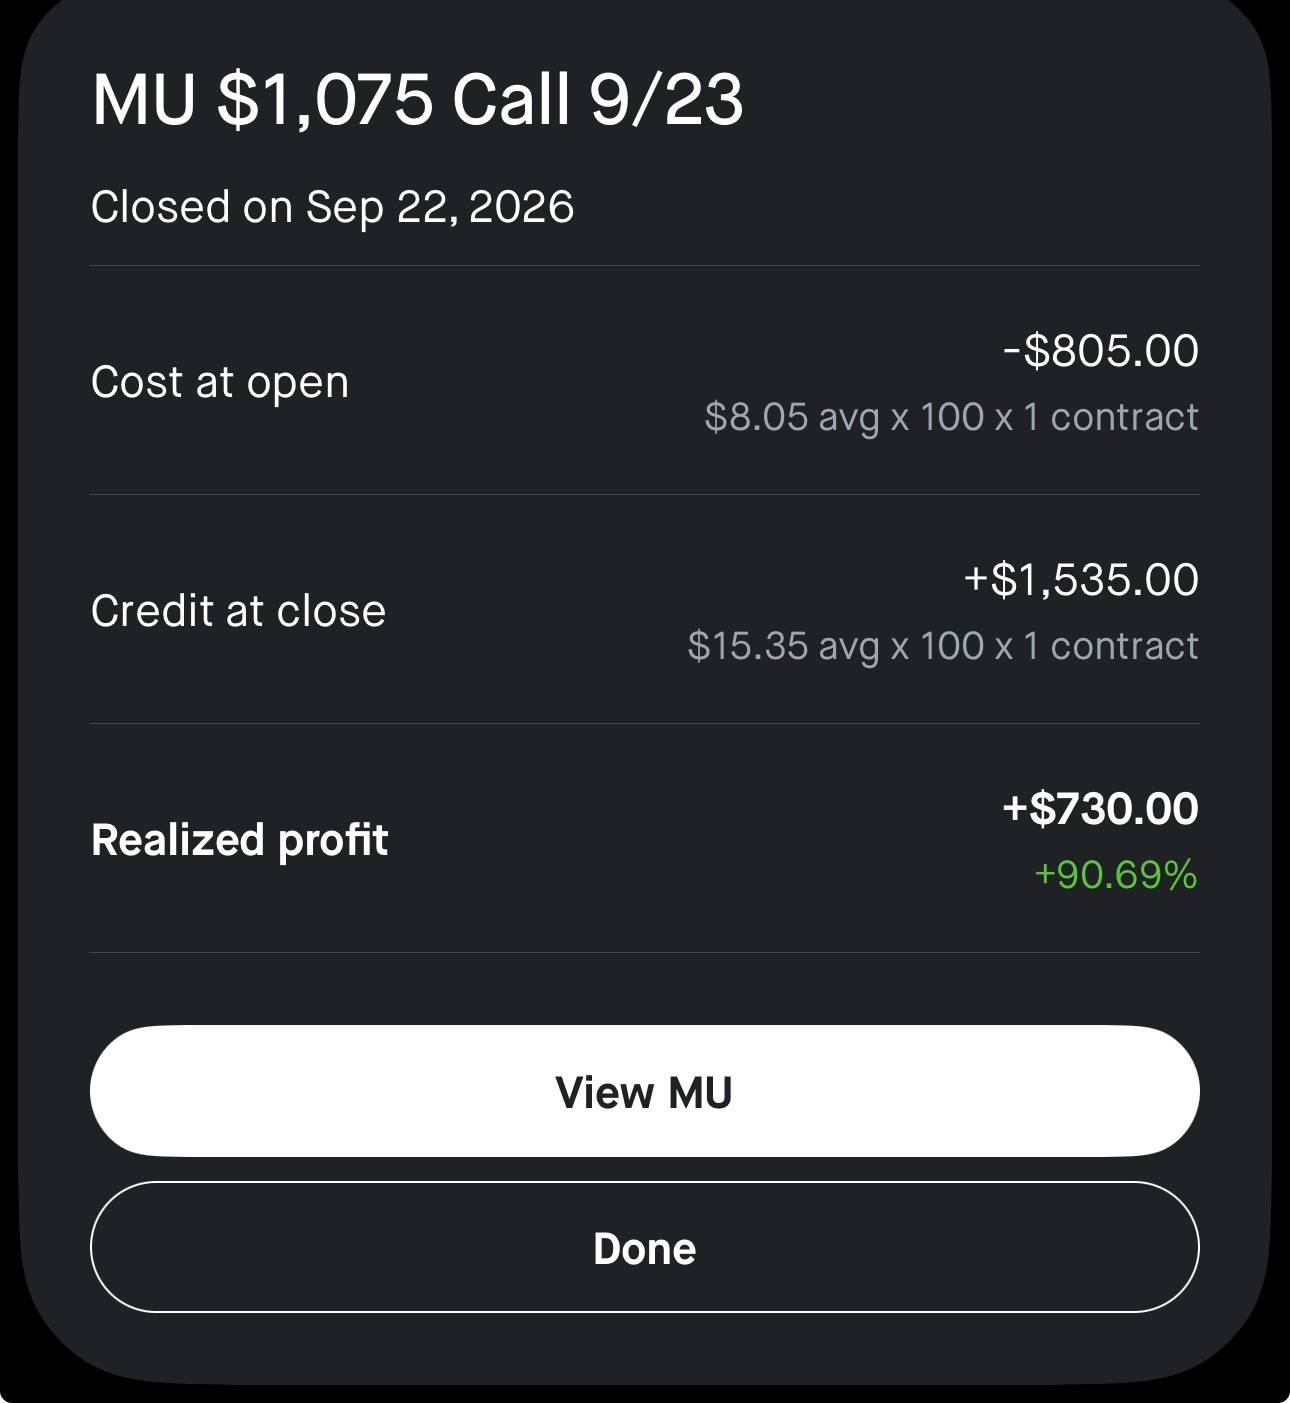 MU $1,075 Call 9/23
Closed on Sep 22, 2026
Cost at open
-$805.00
$8.05 avg x 100 x 1 contract
Credit at close
+$1,535.00
$15.35 avg x 100 x 1 contract
Realized profit
+$730.00
+90.69%
View MU
Done